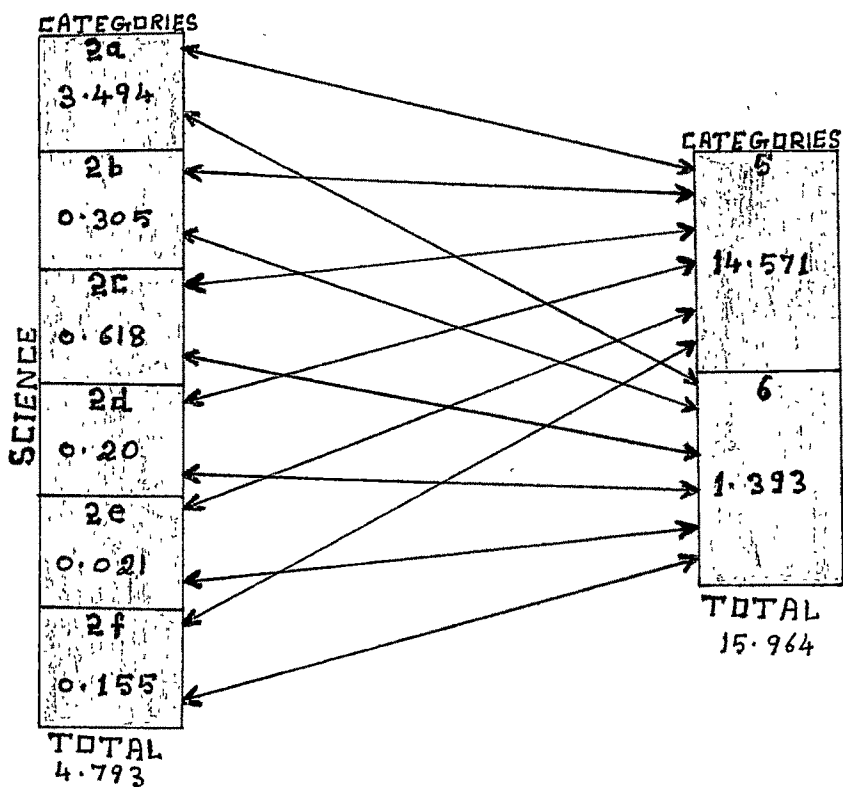 CATEGORIES
2a
3.494
2b
0.305
2c
0.618
2d
0.20
2e
0.021
2f
0.155
SCIENCE
TOTAL
4.793
CATEGORIES
5
14.571
6
1.393
TOTAL
15.964